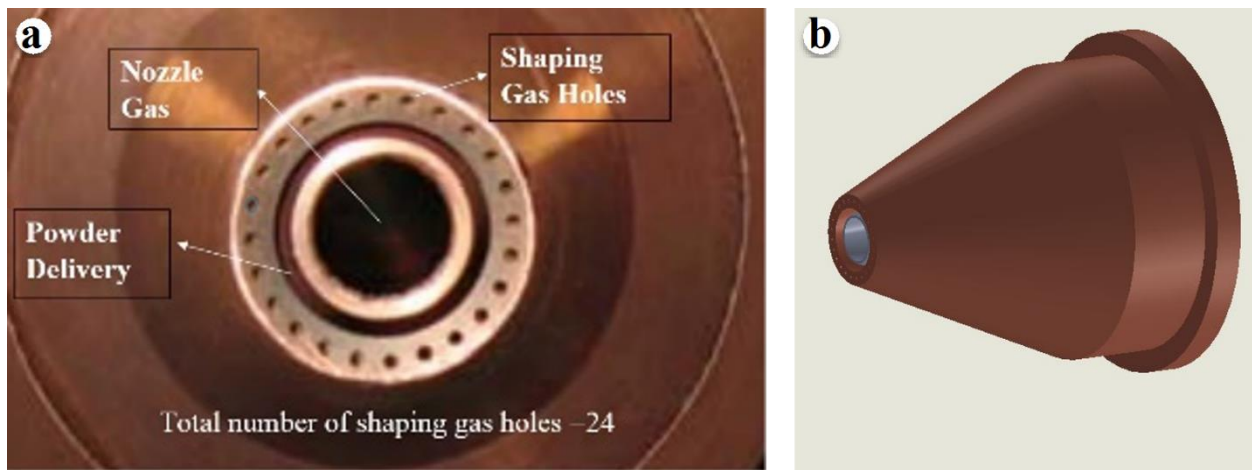 a
Nozzle
Gas
Shaping
Gas Holes
Powder
Delivery
Total number of shaping gas holes –24
b